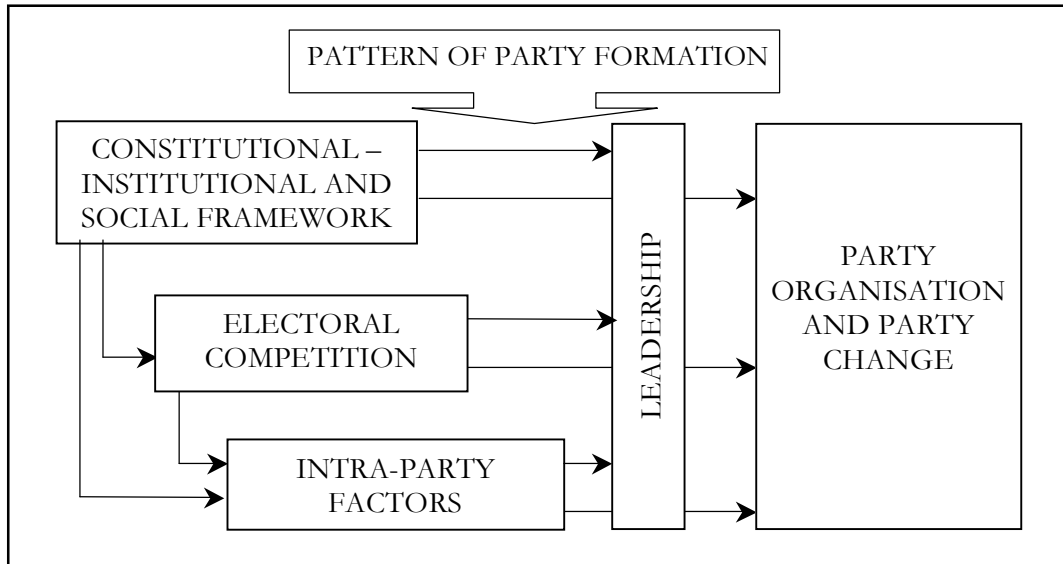 PATTERN OF PARTY FORMATION
CONSTITUTIONAL –
INSTITUTIONAL AND
SOCIAL FRAMEWORK
ELECTORAL
COMPETITION
INTRA-PARTY
FACTORS
LEADERSHIP
PARTY
ORGANISATION
AND PARTY
CHANGE